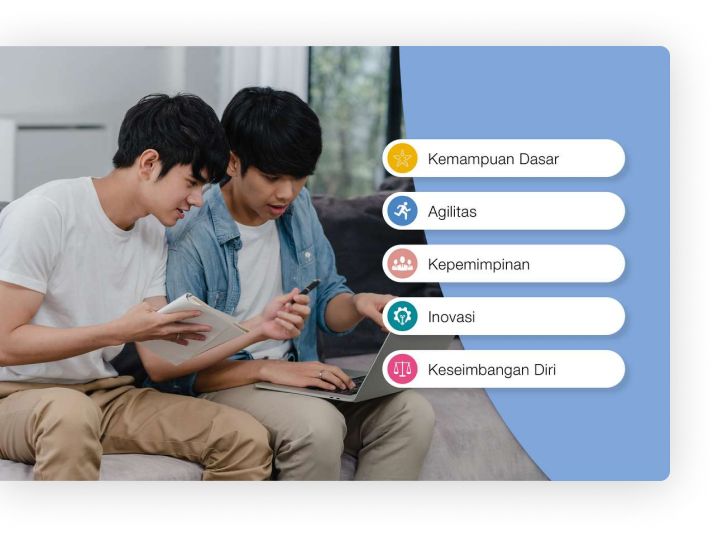 Kemampuan Dasar
Agilitas
Kepemimpinan
Inovasi
Keseimbangan Diri